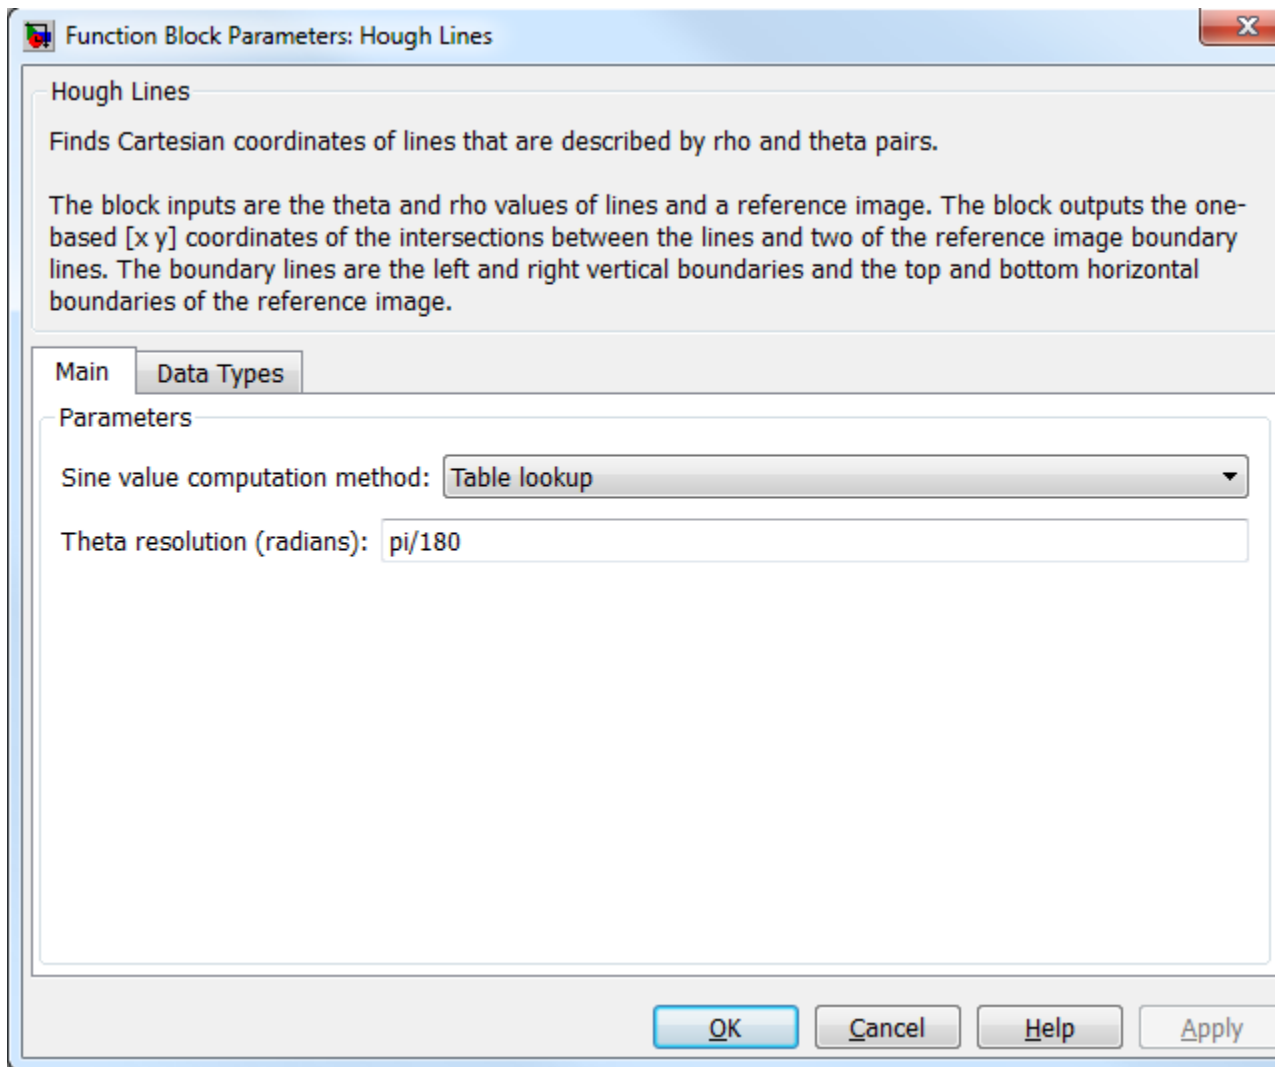 Function Block Parameters: Hough Lines
Hough Lines
Finds Cartesian coordinates of lines that are described by rho and theta pairs.
The block inputs are the theta and rho values of lines and a reference image. The block outputs the one-
based [x y] coordinates of the intersections between the lines and two of the reference image boundary
lines. The boundary lines are the left and right vertical boundaries and the top and bottom horizontal
boundaries of the reference image.
Main Data Types
Parameters
Sine value computation method: Table lookup
Theta resolution (radians): pi/180
OK Cancel Help Apply